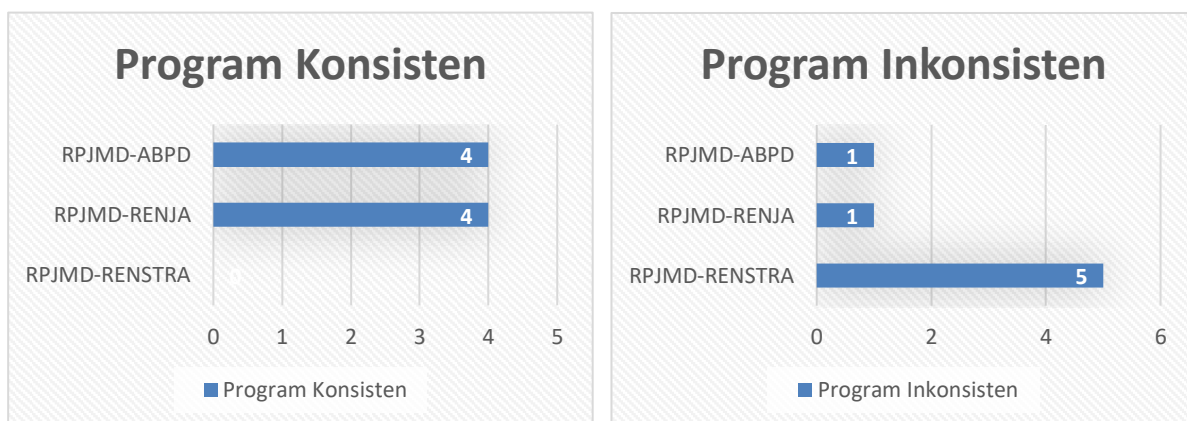 Program Konsisten
RPJMD-ABPD
4
RPJMD-RENJA
4
RPJMD-RENSTRA
0
0 1 2 3 4 5
Program Konsisten
Program Inkonsisten
RPJMD-ABPD
1
RPJMD-RENJA
1
RPJMD-RENSTRA
5
0 2 4 6
Program Inkonsisten